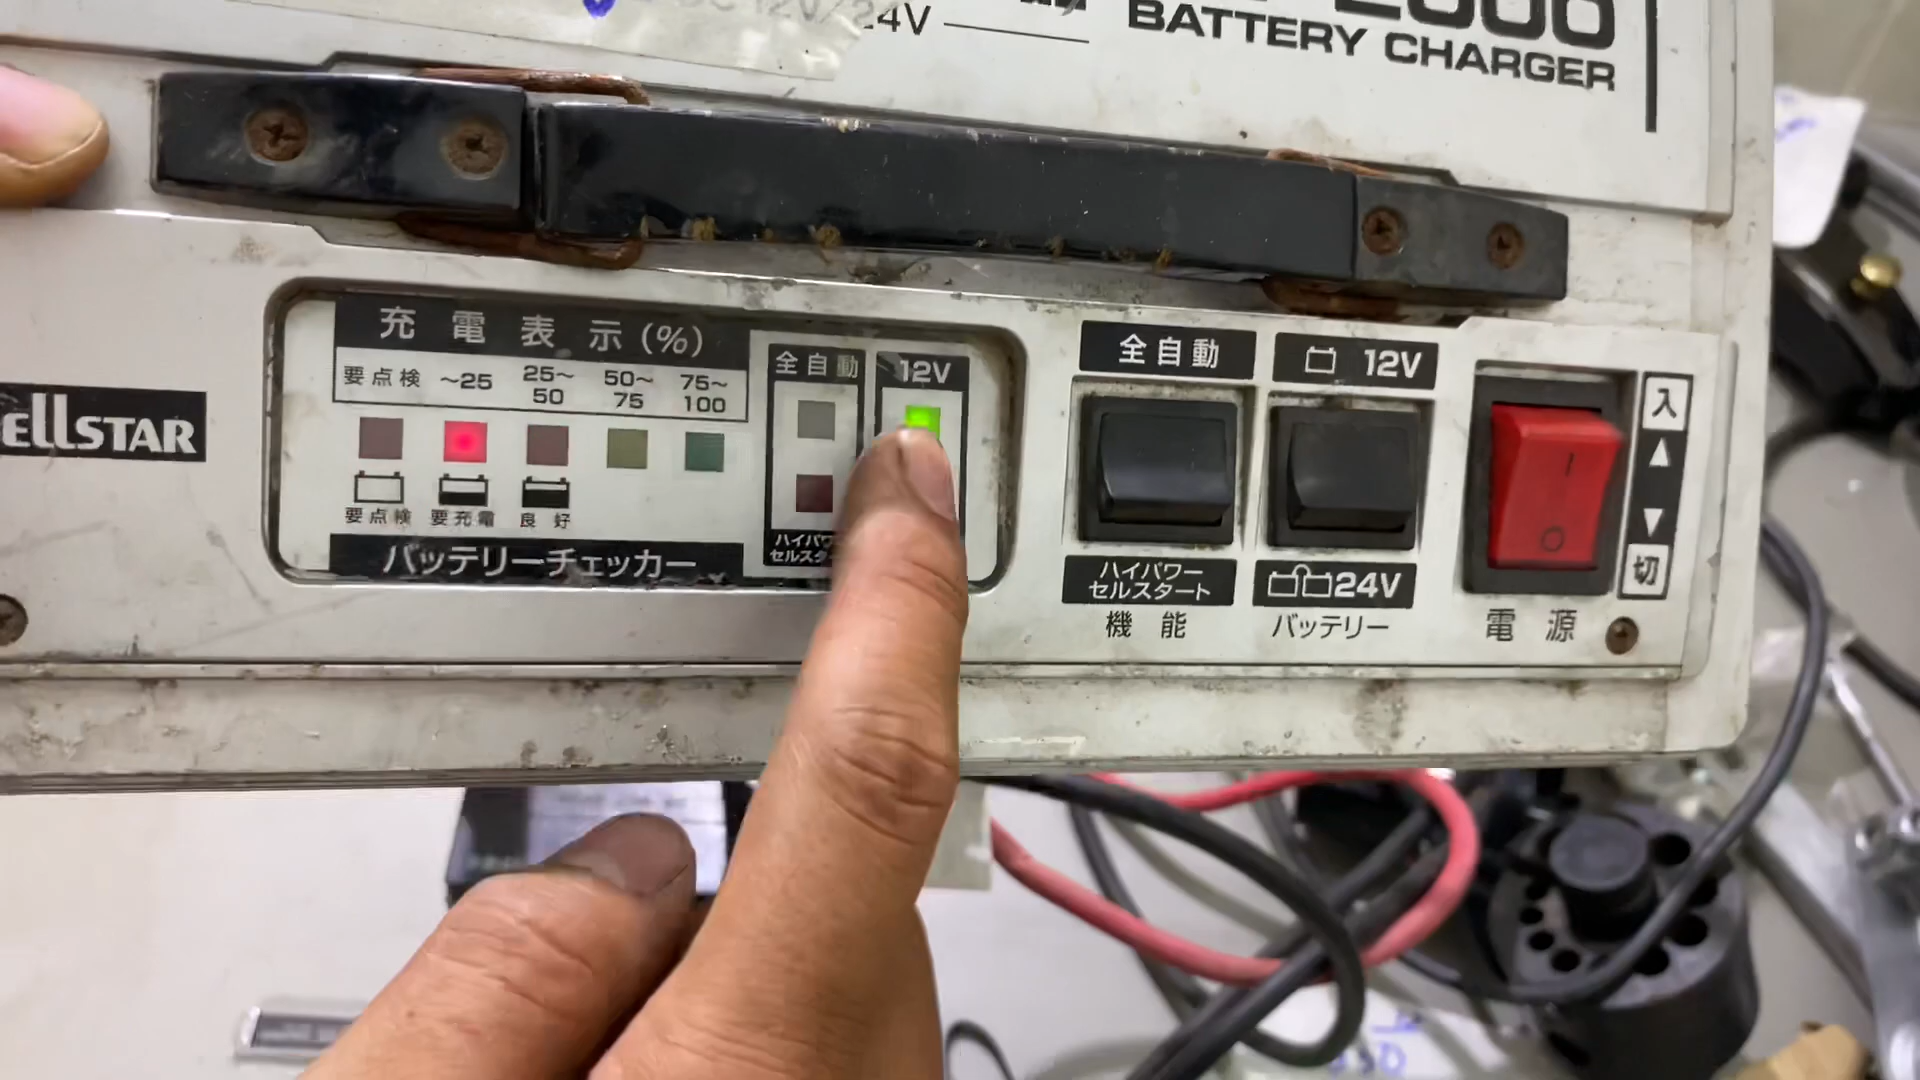 24V
BATTERY CHARGER
充電表示(%)
要点検 ~25 25~50 50~75 75~100
要点検 要充電 良好
バッテリーチェッカー
全自動
12V
ellSTAR
全自動
ハイパワー
セルスタート
機能
12V
24V
バッテリー
I
O
入
切
電源